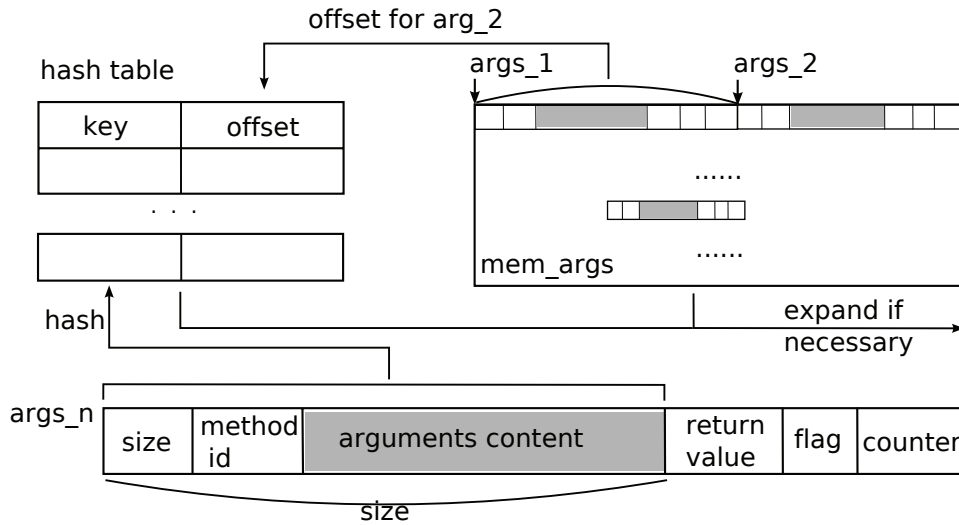 offset for arg_2
hash table
args_1
args_2
key
offset
......
. . .
......
mem_args
hash
expand if
necessary
args_n
size
method
id
arguments content
return
value
flag
counter
size